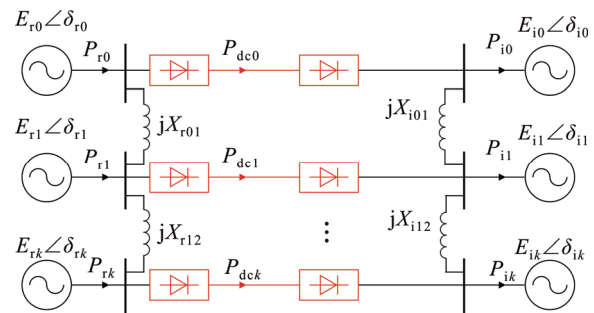 E_r0∠δ_r0 E_i0∠δ_i0
P_r0 P_dc0 P_i0
jX_r01 jX_i01
E_r1∠δ_r1 E_i1∠δ_i1
P_r1 P_dc1 P_i1
jX_r12 ⋮ jX_i12
E_rk∠δ_rk E_ik∠δ_ik
P_rk P_dck P_ik